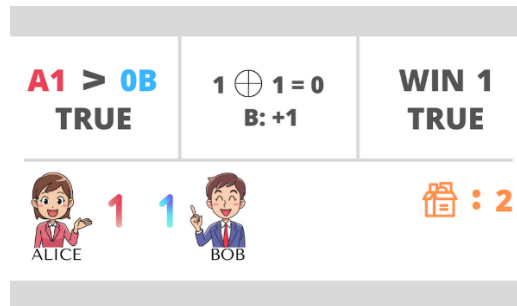 A1 > 0B
TRUE
1 ⊕ 1 = 0
B: +1
WIN 1
TRUE
1 1
: 2
ALICE
BOB